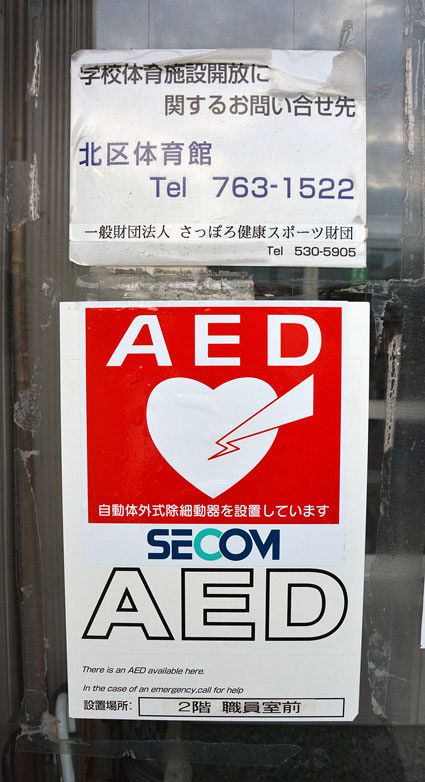 学校体育施設開放に
関するお問い合せ先
北区体育館
Tel 763-1522
一般財団法人 さっぽろ健康スポーツ財団
Tel 530-5905
AED
自動体外式除細動器を設置しています
SECOM
AED
There is an AED available here.
In the case of an emergency,call for help
設置場所: 2階 職員室前